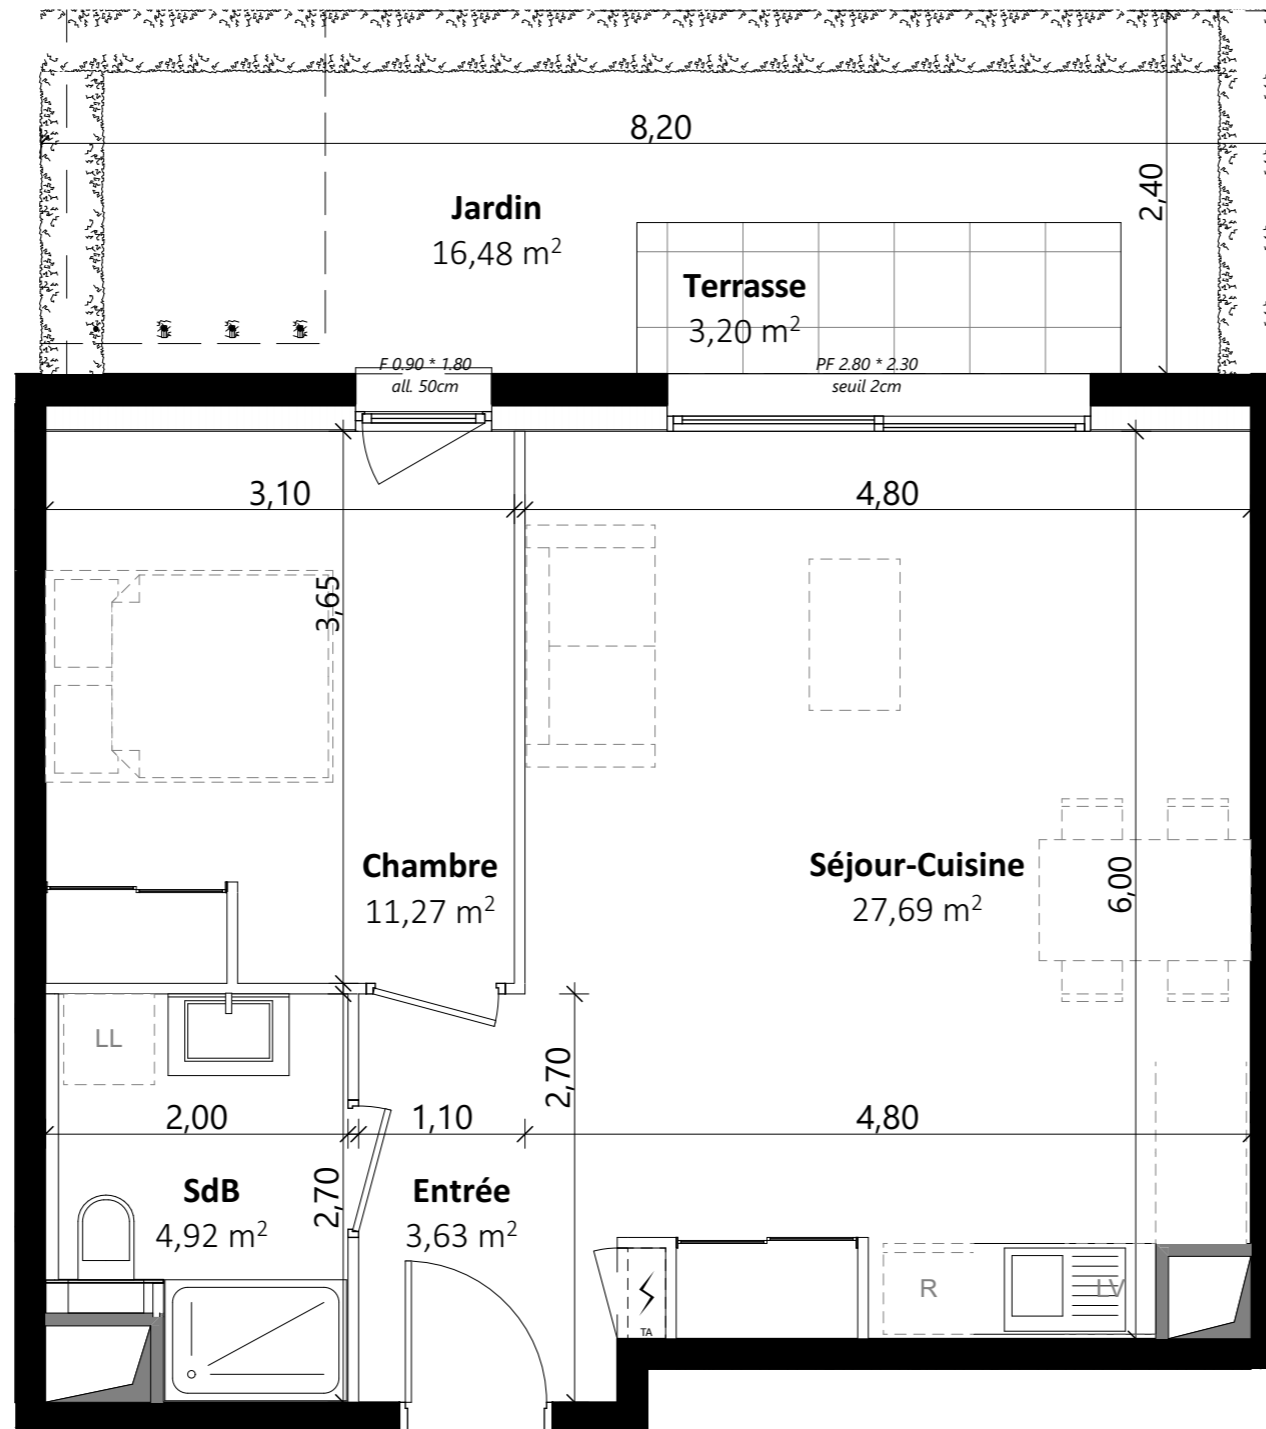 8,20
2,40
Jardin
16,48 m²
Terrasse
3,20 m²
F 0.90 * 1.80
all. 50cm
PF 2.80 * 2.30
seuil 2cm
3,10
4,80
3,65
Chambre
11,27 m²
Séjour-Cuisine
27,69 m²
6,00
LL
2,70
2,00
1,10
4,80
SdB
4,92 m²
2,70
Entrée
3,63 m²
R
LV
TA